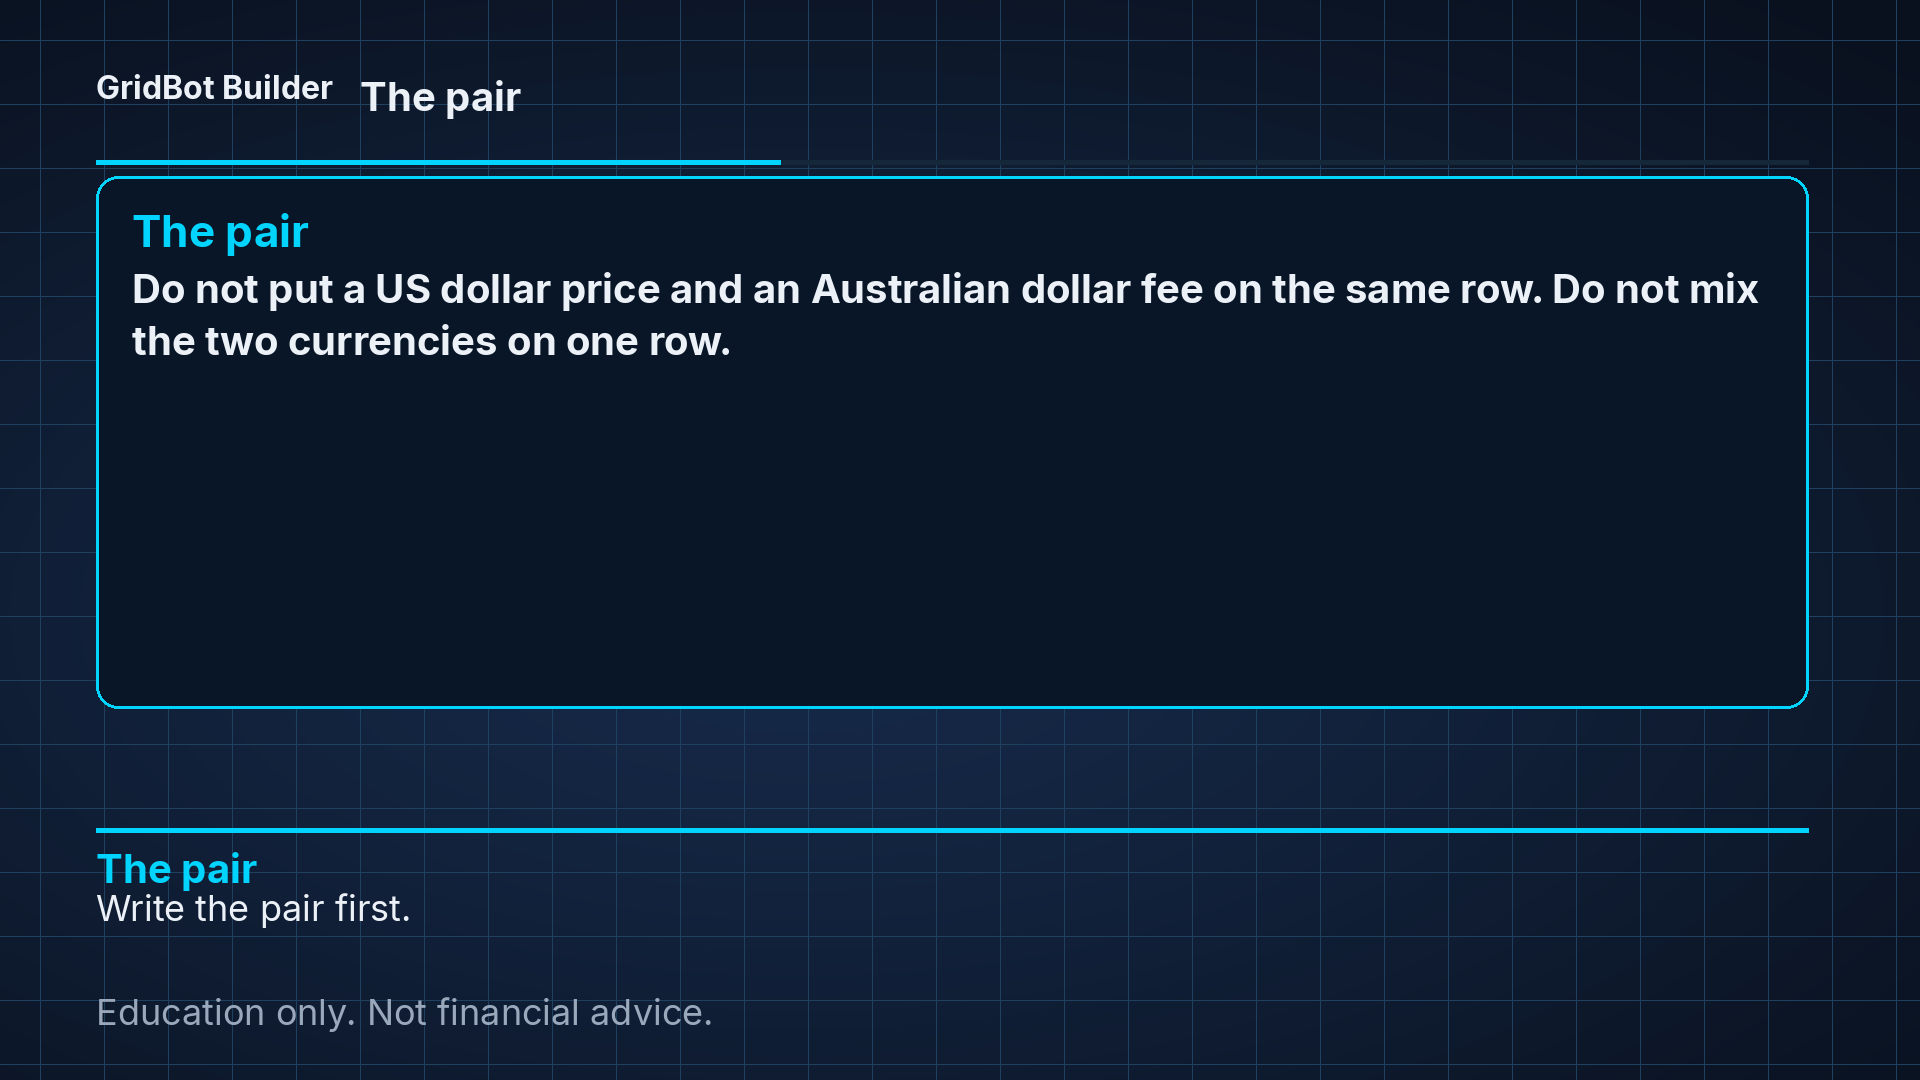 GridBot Builder The pair
The pair
Do not put a US dollar price and an Australian dollar fee on the same row. Do not mix
the two currencies on one row.
The pair
Write the pair first.
Education only. Not financial advice.